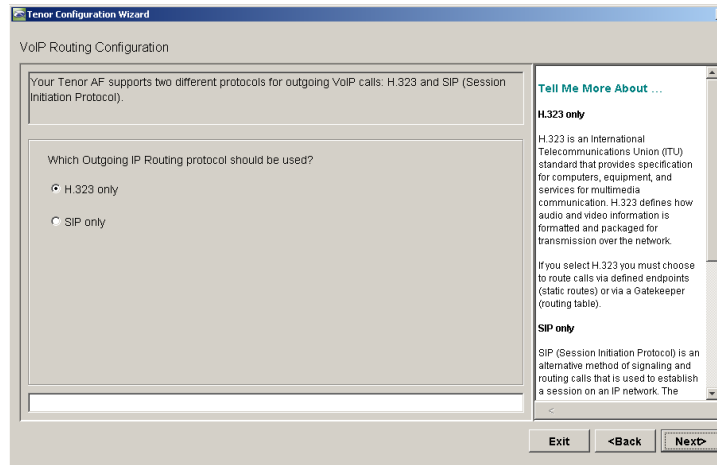 Tenor Configuration Wizard
VoIP Routing Configuration
Your Tenor AF supports two different protocols for outgoing VoIP calls: H.323 and SIP (Session
Initiation Protocol).
Which Outgoing IP Routing protocol should be used?
H.323 only
SIP only
Tell Me More About ...
H.323 only
H.323 is an International
Telecommunications Union (ITU)
standard that provides specification
for computers, equipment, and
services for multimedia
communication. H.323 defines how
audio and video information is
formatted and packaged for
transmission over the network.
If you select H.323 you must choose
to route calls via defined endpoints
(static routes) or via a Gatekeeper
(routing table).
SIP only
SIP (Session Initiation Protocol) is an
alternative method of signaling and
routing calls that is used to establish
a session on an IP network. The
Exit
<Back
Next>